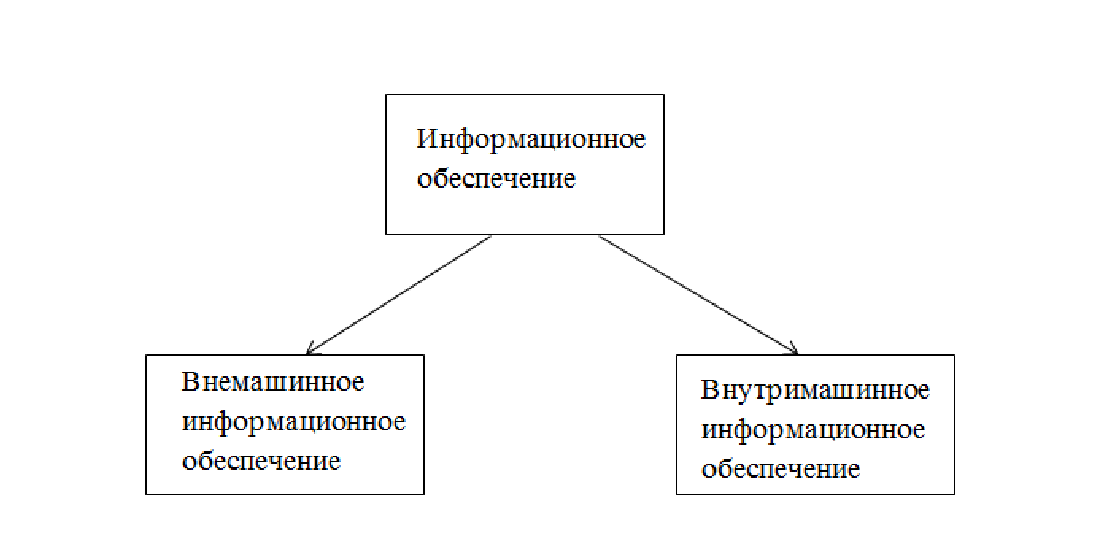 Информационное
обеспечение
Внемашинное
информационное
обеспечение
Внутримашинное
информационное
обеспечение